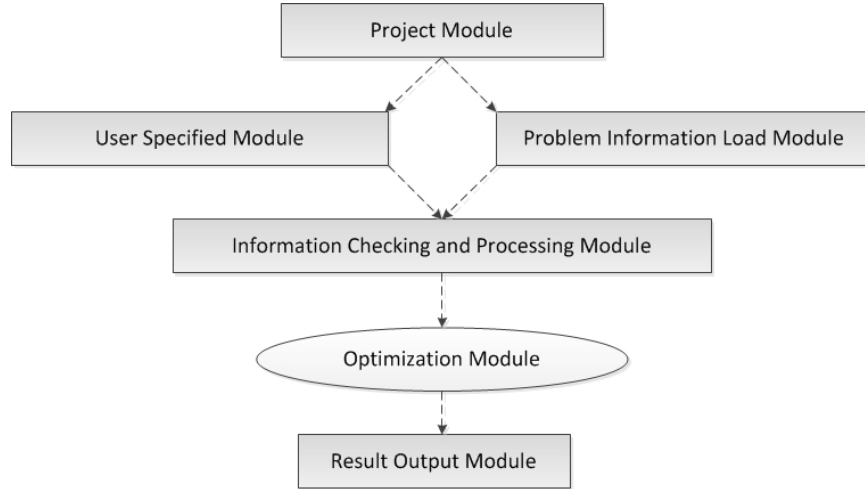 Project Module
User Specified Module
Problem Information Load Module
Information Checking and Processing Module
Optimization Module
Result Output Module